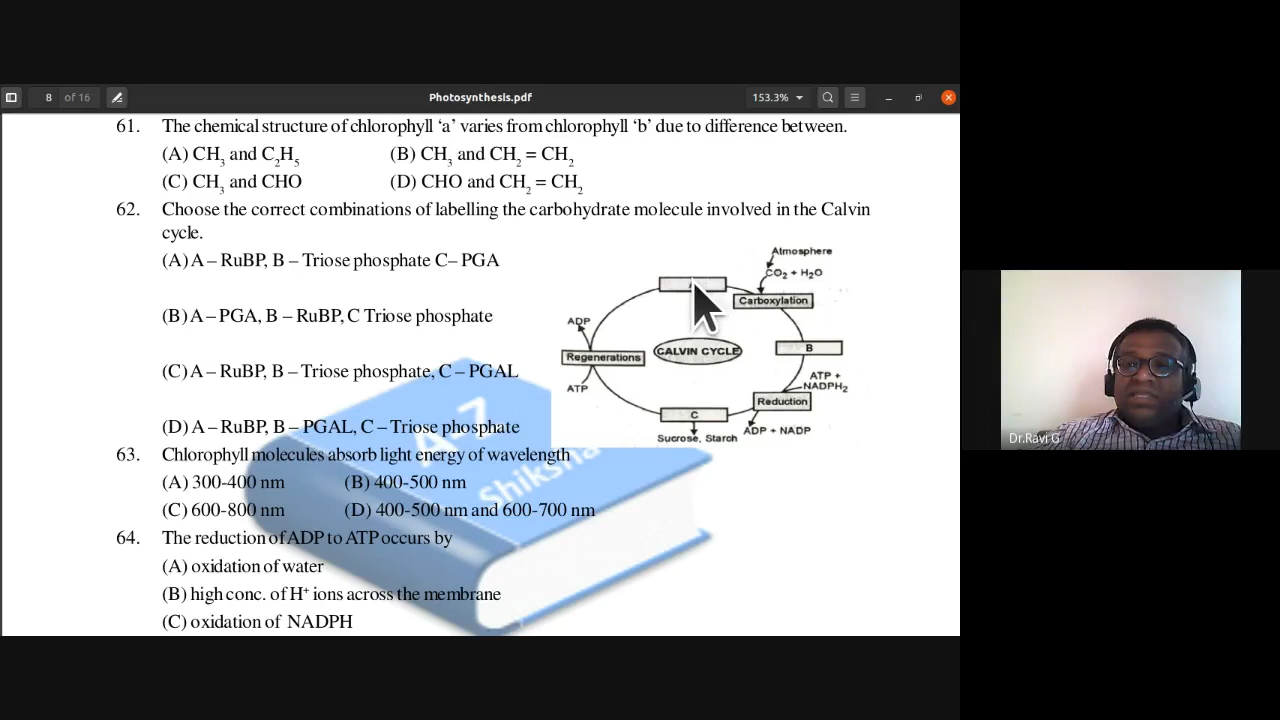 8 of 16
Photosynthesis.pdf
153.3%
61. The chemical structure of chlorophyll ‘a’ varies from chlorophyll ‘b’ due to difference between.
(A) CH3 and C2H5 (B) CH3 and CH2 = CH2
(C) CH3 and CHO (D) CHO and CH2 = CH2
62. Choose the correct combinations of labelling the carbohydrate molecule involved in the Calvin
cycle.
(A) A – RuBP, B – Triose phosphate C– PGA
(B) A – PGA, B – RuBP, C Triose phosphate
(C) A – RuBP, B – Triose phosphate, C – PGAL
(D) A – RuBP, B – PGAL, C – Triose phosphate
Atmosphere
CO2 + H2O
Carboxylation
B
ATP +
NADPH2
Reduction
ADP + NADP
C
Sucrose, Starch
ATP
Regenerations
ADP
CALVIN CYCLE
63. Chlorophyll molecules absorb light energy of wavelength
(A) 300-400 nm (B) 400-500 nm
(C) 600-800 nm (D) 400-500 nm and 600-700 nm
64. The reduction of ADP to ATP occurs by
(A) oxidation of water
(B) high conc. of H+ ions across the membrane
(C) oxidation of NADPH
A-Z
Dr.Ravi G